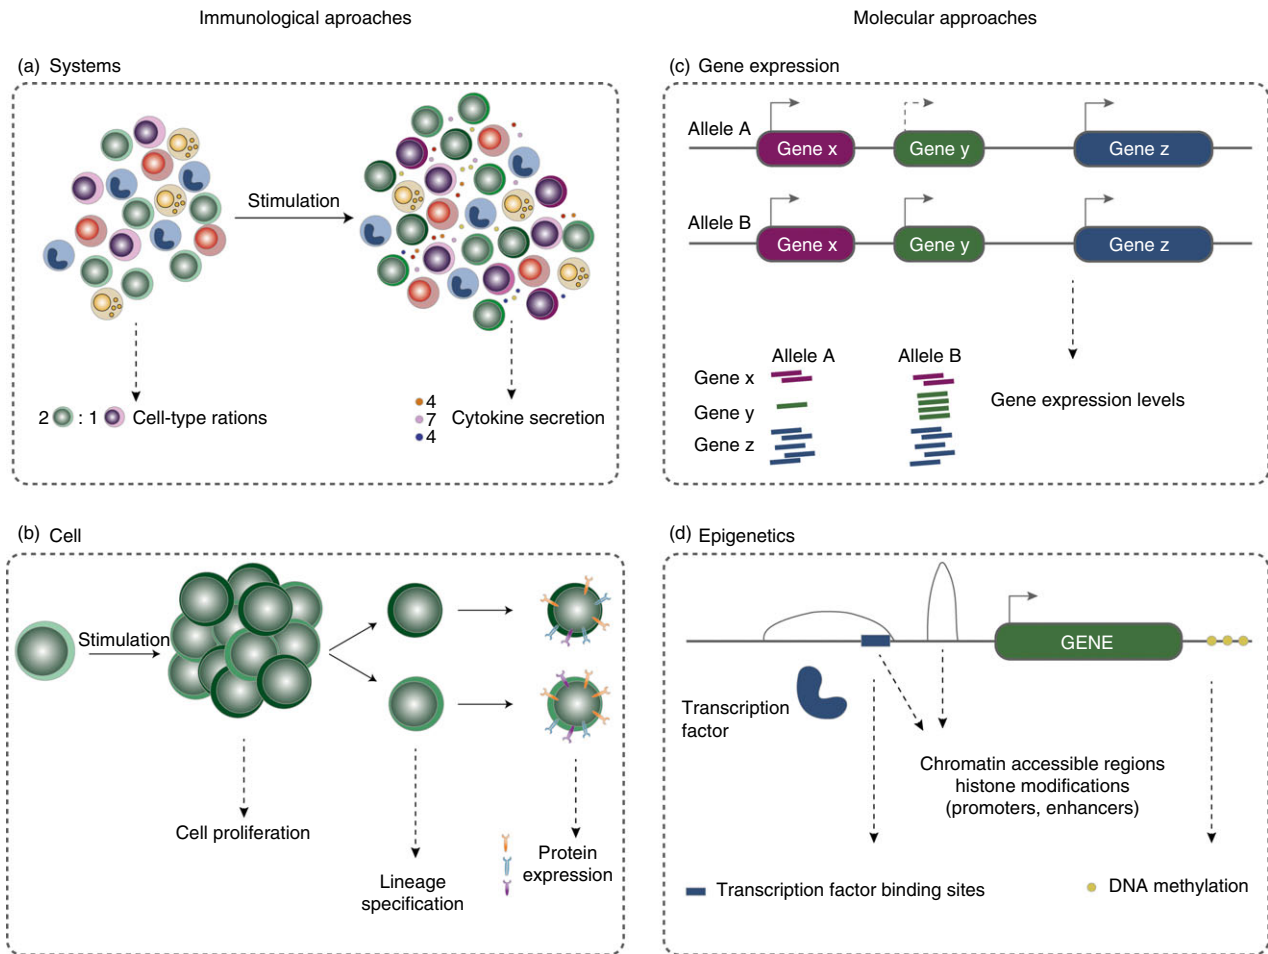 Immunological aproaches
Molecular approaches
(a) Systems
Stimulation
2 : 1 Cell-type rations
4
7
4
Cytokine secretion
(b) Cell
Stimulation
Cell proliferation
Lineage
specification
Protein
expression
(c) Gene expression
Allele A
Gene x
Gene y
Gene z
Allele B
Gene x
Gene y
Gene z
Allele A
Allele B
Gene x
Gene y
Gene z
Gene expression levels
(d) Epigenetics
GENE
Transcription
factor
Chromatin accessible regions
histone modifications
(promoters, enhancers)
Transcription factor binding sites
DNA methylation